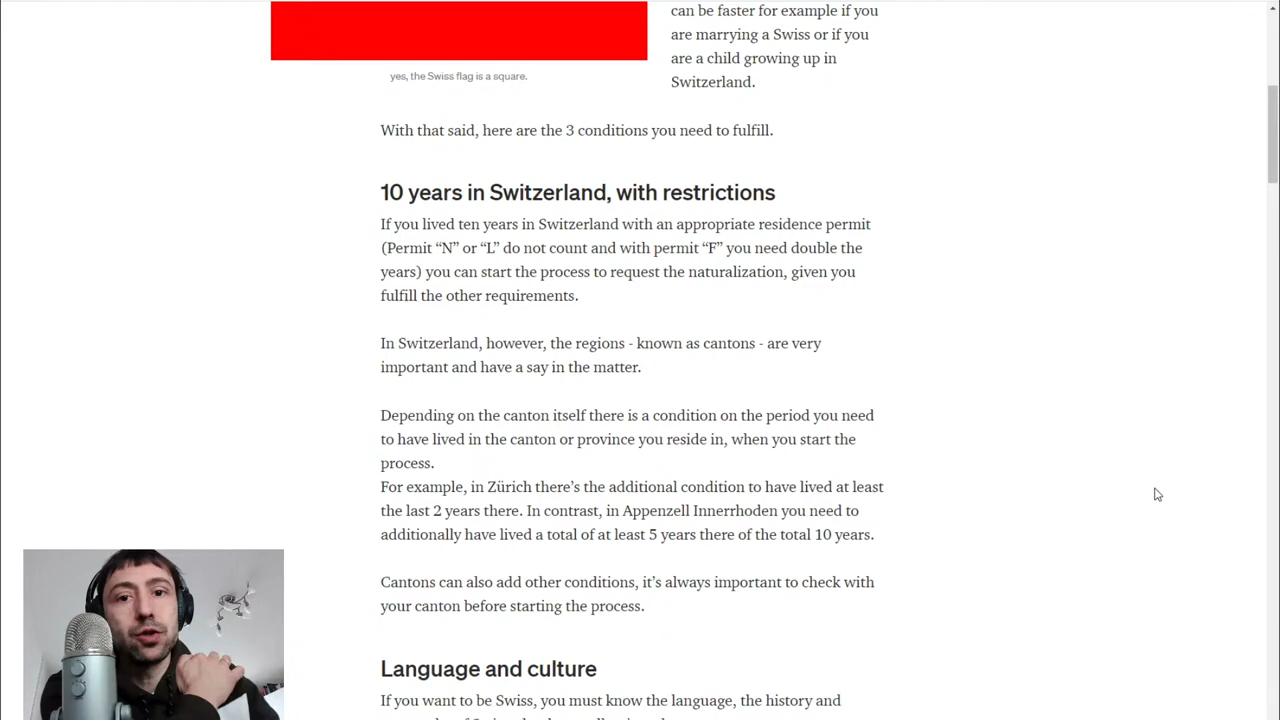 can be faster for example if you
are marrying a Swiss or if you
are a child growing up in
Switzerland.
yes, the Swiss flag is a square.
With that said, here are the 3 conditions you need to fulfill.
10 years in Switzerland, with restrictions
If you lived ten years in Switzerland with an appropriate residence permit
(Permit “N” or “L” do not count and with permit “F” you need double the
years) you can start the process to request the naturalization, given you
fulfill the other requirements.
In Switzerland, however, the regions - known as cantons - are very
important and have a say in the matter.
Depending on the canton itself there is a condition on the period you need
to have lived in the canton or province you reside in, when you start the
process.
For example, in Zürich there’s the additional condition to have lived at least
the last 2 years there. In contrast, in Appenzell Innerrhoden you need to
additionally have lived a total of at least 5 years there of the total 10 years.
Cantons can also add other conditions, it’s always important to check with
your canton before starting the process.
Language and culture
If you want to be Swiss, you must know the language, the history and